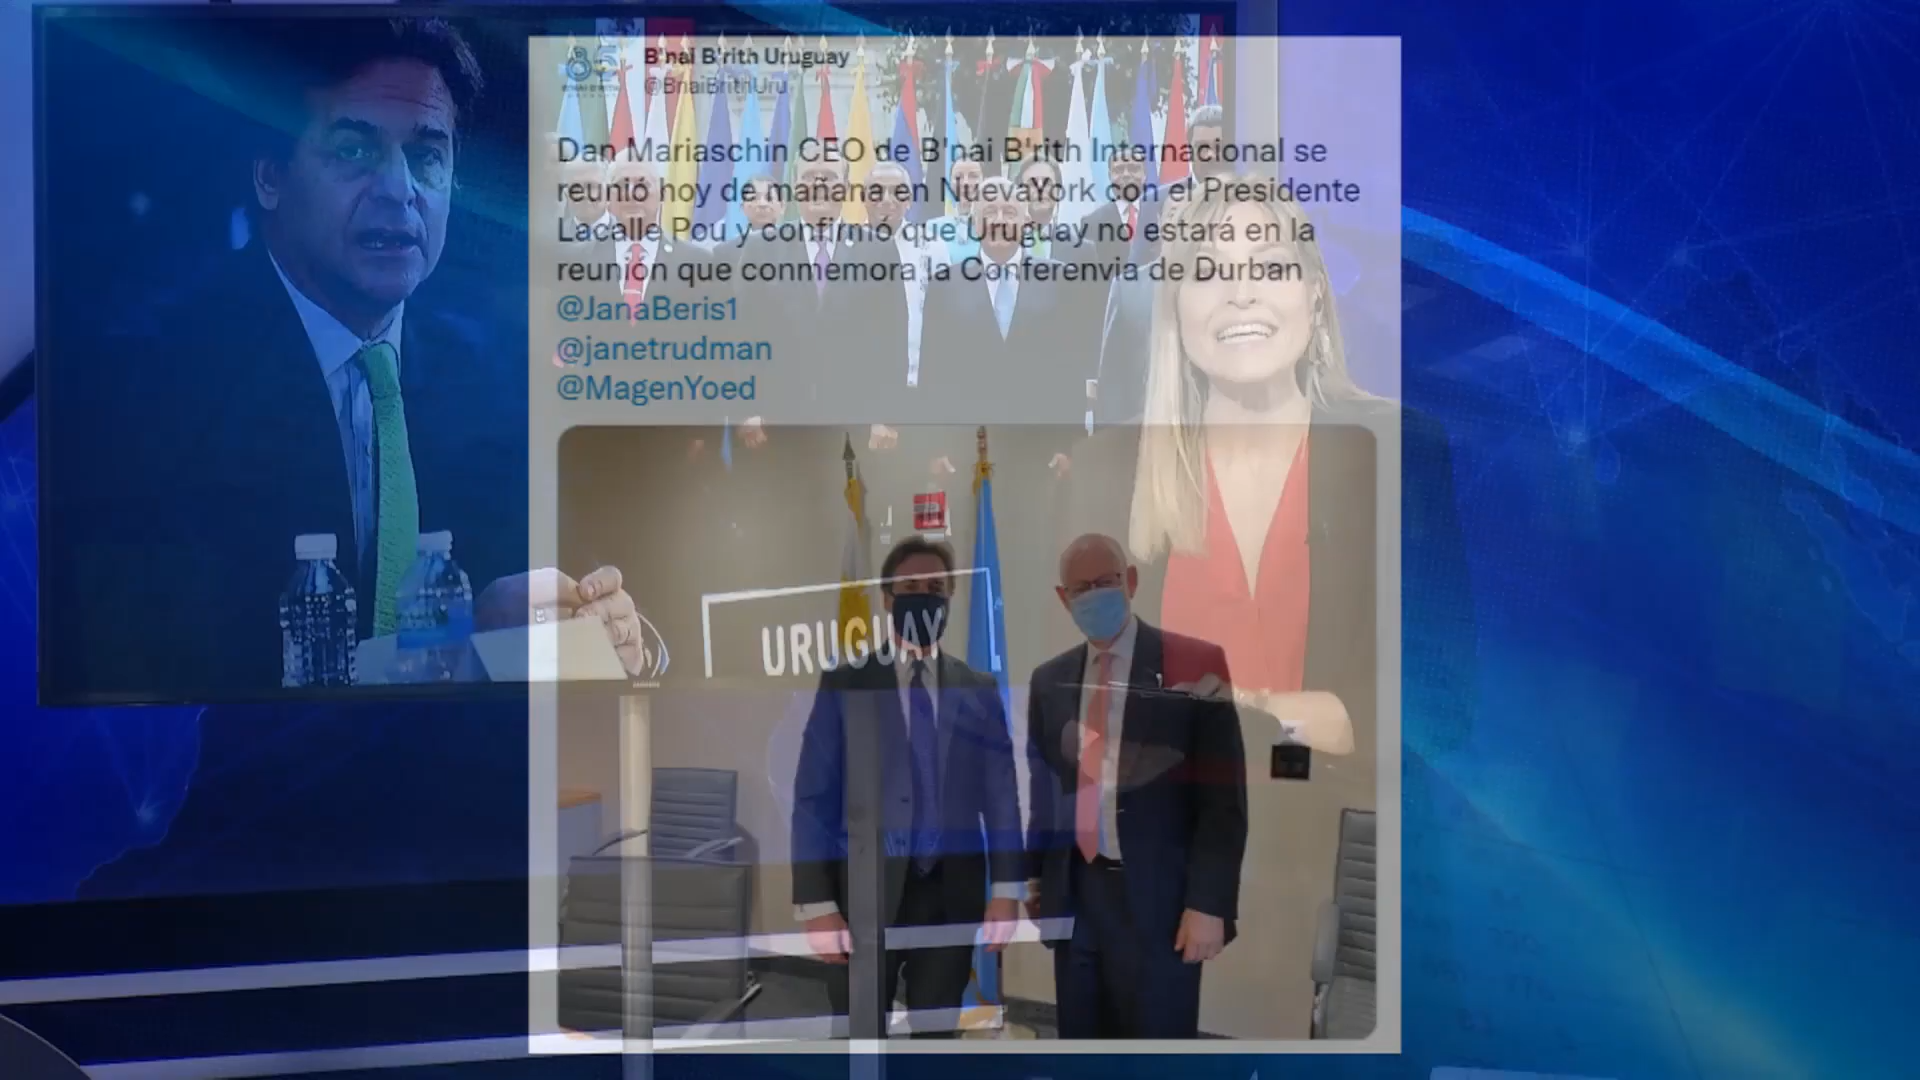 B'nai B'rith Uruguay
@BnaiBrithUru
Dan Mariaschin CEO de B'nai B'rith Internacional se
reunió hoy de mañana en NuevaYork con el Presidente
Lacalle Pou y confirmó que Uruguay no estará en la
reunión que conmemora la Conferenvia de Durban
@JanaBeris1
@janetrudman
@MagenYoed
URUGUAY